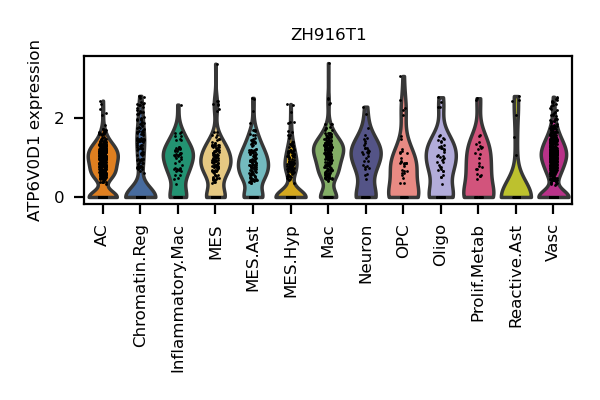 ZH916T1
ATP6V0D1 expression
2
0
AC
Chromatin.Reg
Inflammatory.Mac
MES
MES.Ast
MES.Hyp
Mac
Neuron
OPC
Oligo
Prolif.Metab
Reactive.Ast
Vasc